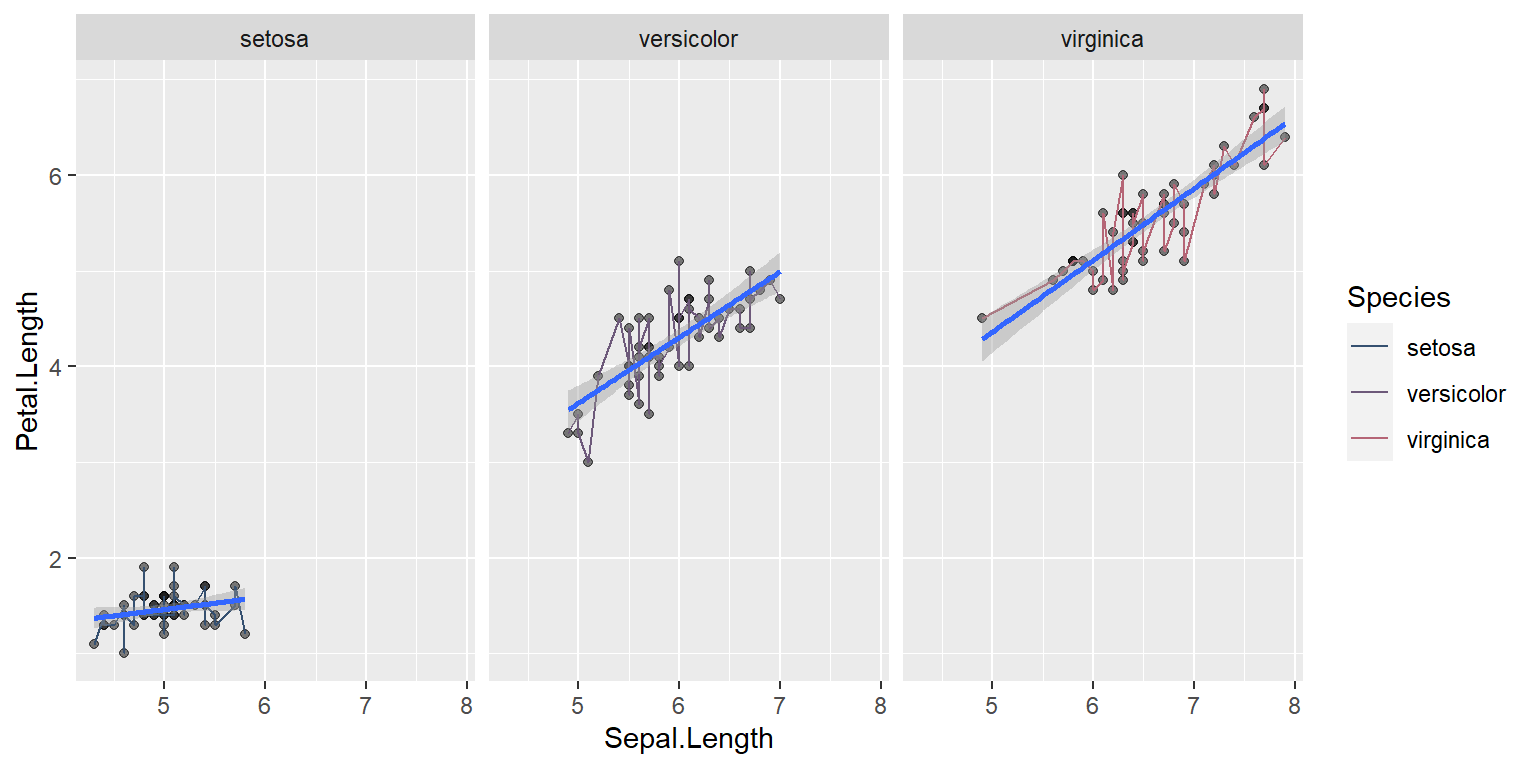 setosa versicolor virginica
6
4
2
Petal.Length
5 6 7 8 5 6 7 8 5 6 7 8
Sepal.Length
Species
setosa
versicolor
virginica